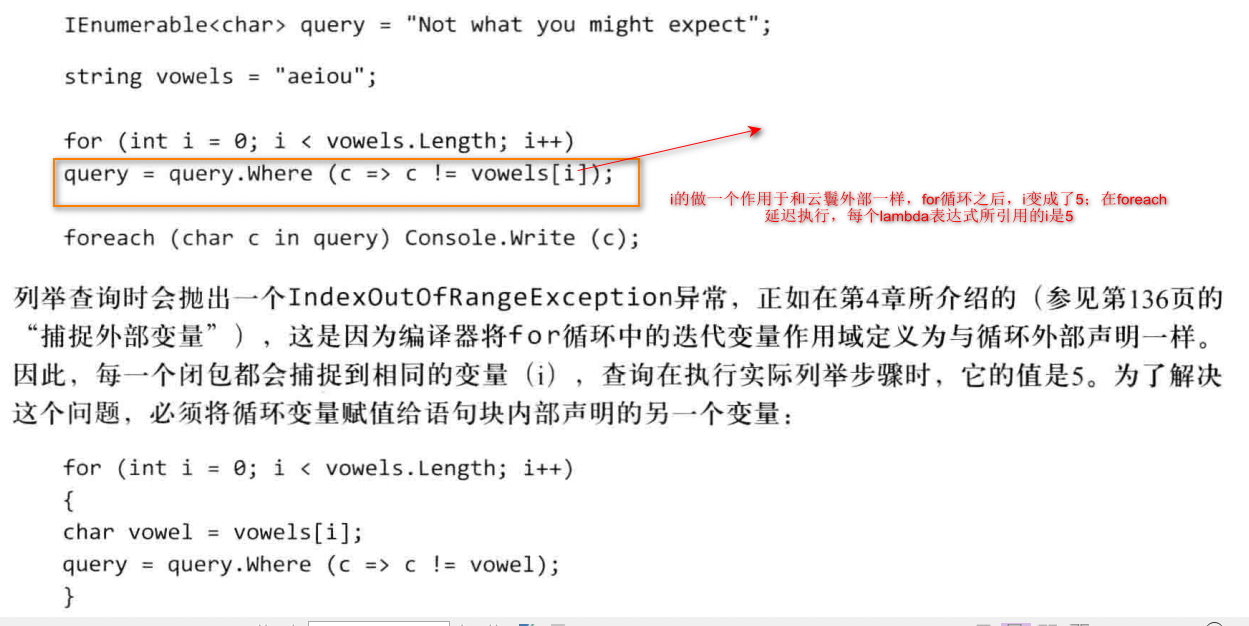 IEnumerable<char> query = "Not what you might expect";
string vowels = "aeiou";
for (int i = 0; i < vowels.Length; i++)
query = query.Where (c => c != vowels[i]);
i的做一个作用于和云鬟外部一样，for循环之后，i变成了5；在foreach
延迟执行，每个lambda表达式所引用的i是5
foreach (char c in query) Console.Write (c);
列举查询时会抛出一个IndexOutOfRangeException异常，正如在第4章所介绍的（参见第136页的
“捕捉外部变量”），这是因为编译器将for循环中的迭代变量作用域定义为与循环外部声明一样。
因此，每一个闭包都会捕捉到相同的变量（i），查询在执行实际列举步骤时，它的值是5。为了解决
这个问题，必须将循环变量赋值给语句块内部声明的另一个变量：
for (int i = 0; i < vowels.Length; i++)
{
char vowel = vowels[i];
query = query.Where (c => c != vowel);
}